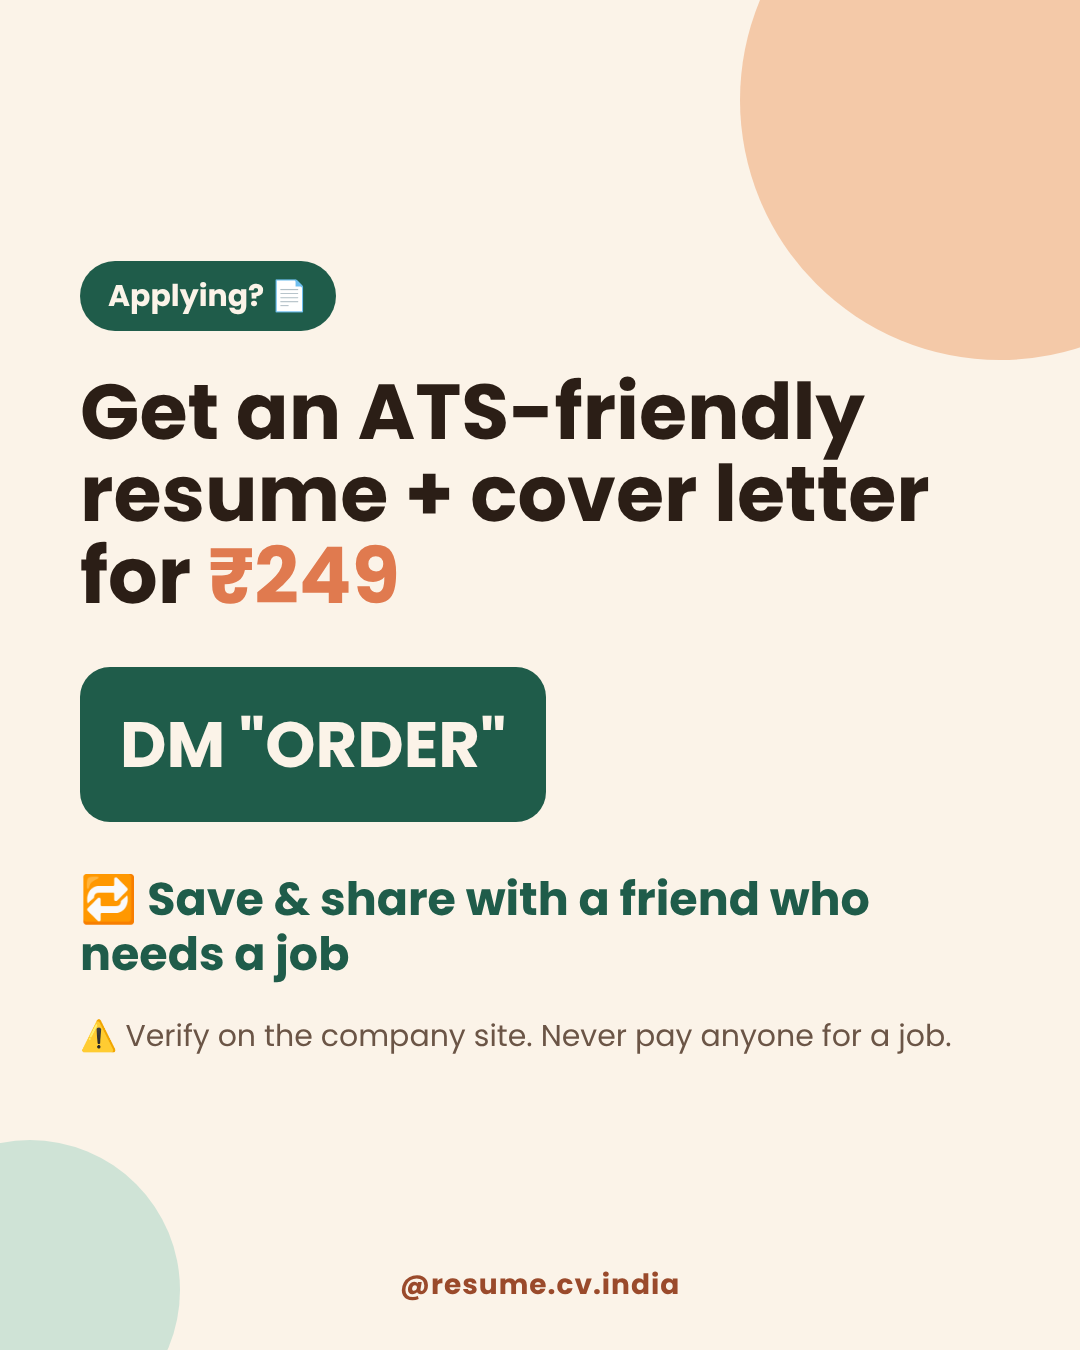 Applying? 📄
Get an ATS-friendly
resume + cover letter
for ₹249
DM "ORDER"
🔁 Save & share with a friend who
needs a job
⚠️ Verify on the company site. Never pay anyone for a job.
@resume.cv.india